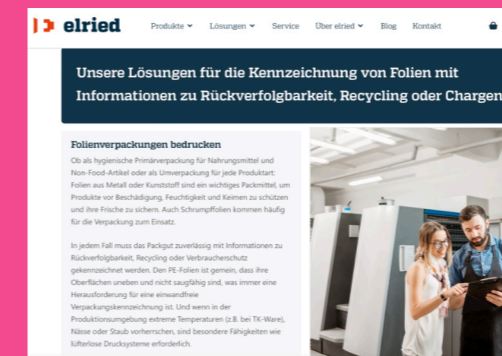 elried
Produkte Lösungen Service Über elried Blog Kontakt
Unsere Lösungen für die Kennzeichnung von Folien mit
Informationen zu Rückverfolgbarkeit, Recycling oder Chargen
Folienverpackungen bedrucken
Ob als hygienische Primärverpackung für Nahrungsmittel und
Non-Food-Artikel oder als Umverpackung für jede Produktart:
Folien aus Metall oder Kunststoff sind ein wichtiges Packmittel, um
Produkte vor Beschädigung, Feuchtigkeit und Keimen zu schützen
und ihre Frische zu sichern. Auch Schrumpffolien kommen häufig
für die Verpackung zum Einsatz.
In jedem Fall muss das Packgut zuverlässig mit Informationen zu
Rückverfolgbarkeit, Recycling oder Verbraucherschutz
gekennzeichnet werden. Den PE-Folien ist gemein, dass ihre
Oberflächen uneben und nicht saugfähig sind, was immer eine
Herausforderung für eine einwandfreie
Verpackungskennzeichnung ist. Und wenn in der
Produktionsumgebung extreme Temperaturen (z.B. bei TK-Ware),
Nässe oder Staub vorherrschen, sind besondere Fähigkeiten wie
lüfterlose Drucksysteme erforderlich.